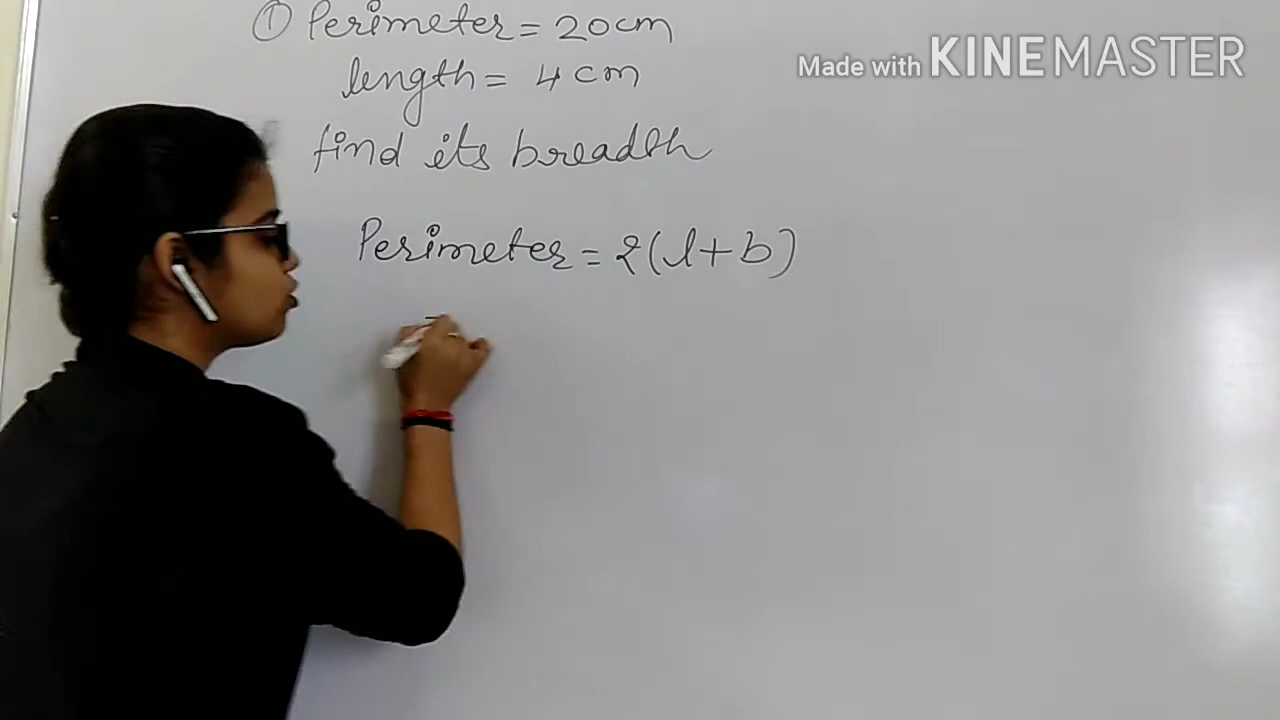 ① Perimeter = 20cm
Made with KINEMASTER
length = 4 cm
find its breadth
Perimeter = 2(l+b)